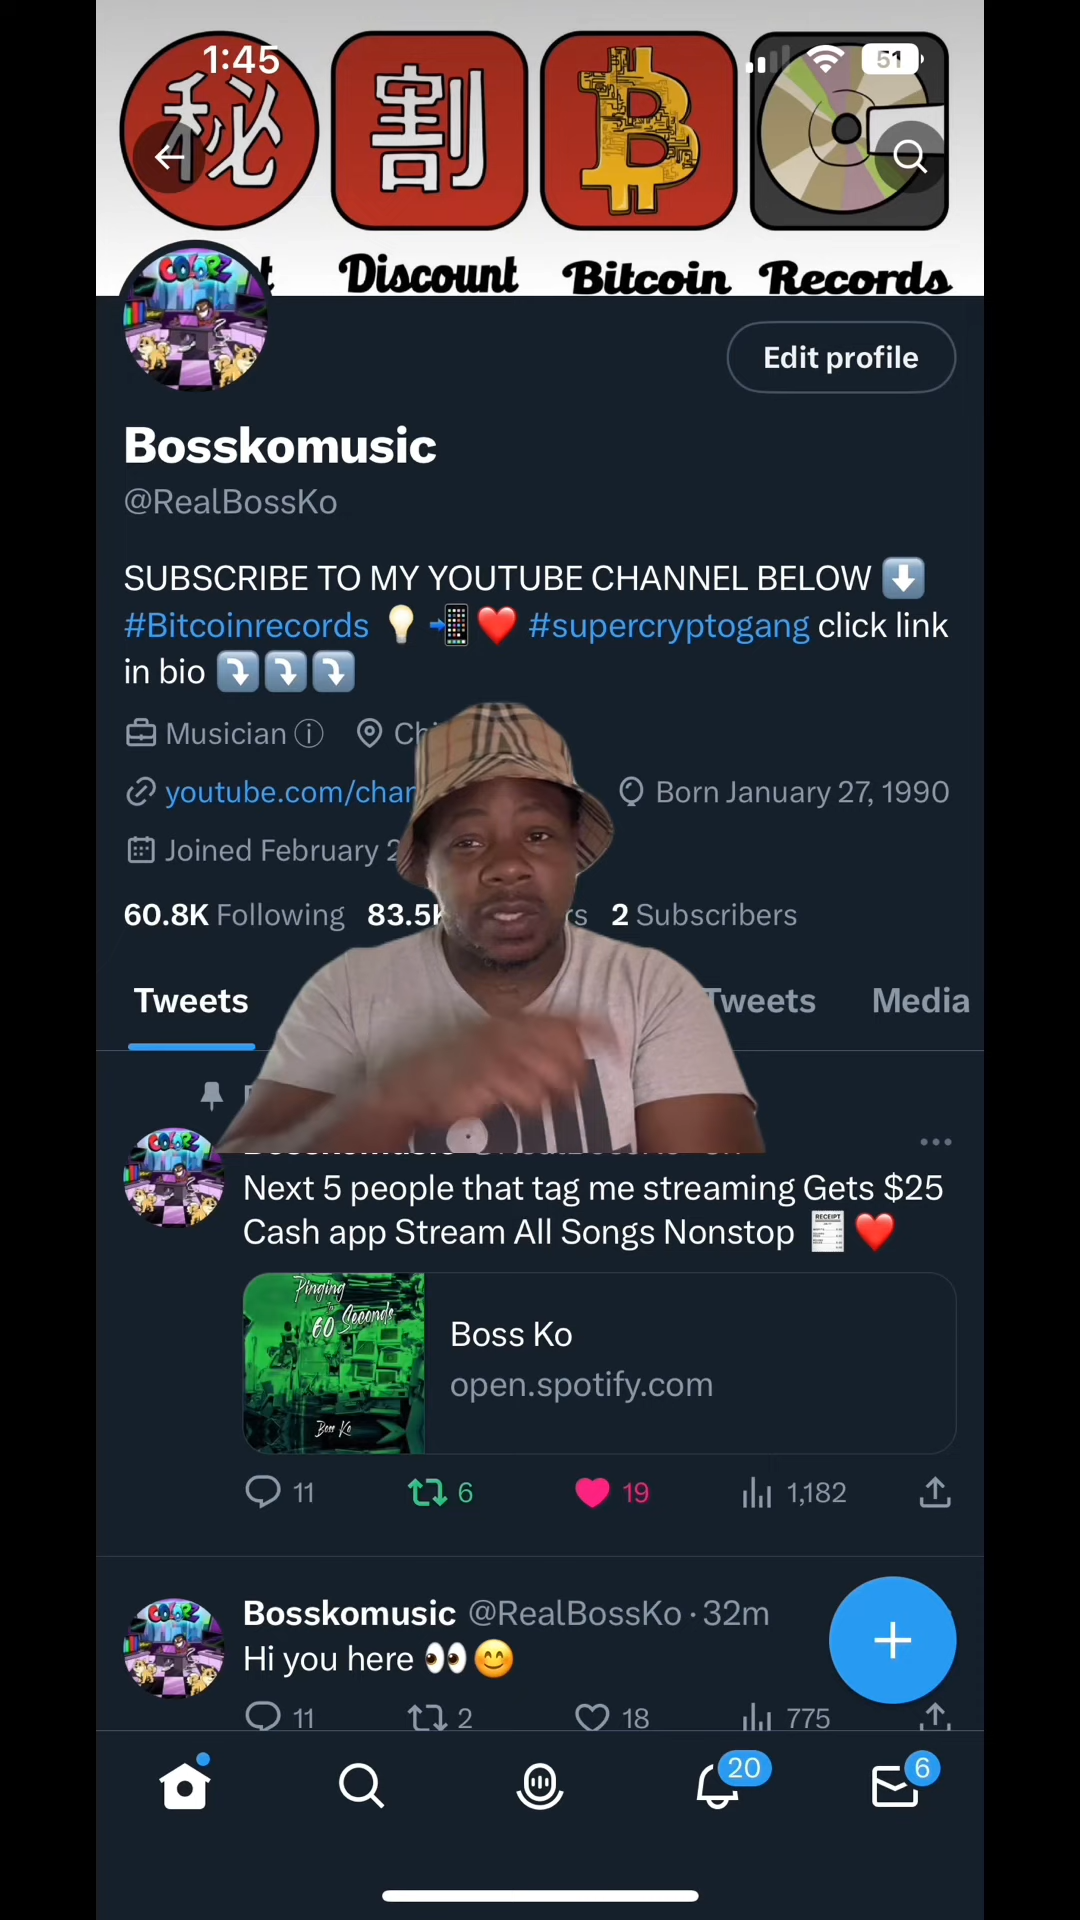 1:45
51
秘
割
Discount
Bitcoin
Records
COLORZ
Edit profile
Bosskomusic
@RealBossKo
SUBSCRIBE TO MY YOUTUBE CHANNEL BELOW ⬇️
#Bitcoinrecords 💡 📲 ❤️ #supercryptogang click link
in bio ⤵️ ⤵️ ⤵️
Musician
youtube.com/chan
Born January 27, 1990
Joined February
60.8K Following 83.5K
2 Subscribers
Tweets
Tweets
Media
Next 5 people that tag me streaming Gets $25
Cash app Stream All Songs Nonstop 🧾 ❤️
Pinging
In
60 Seconds
Boss Ko
Boss Ko
open.spotify.com
11
6
19
1,182
Bosskomusic @RealBossKo · 32m
Hi you here 👀 😊
11
2
18
775
20
6